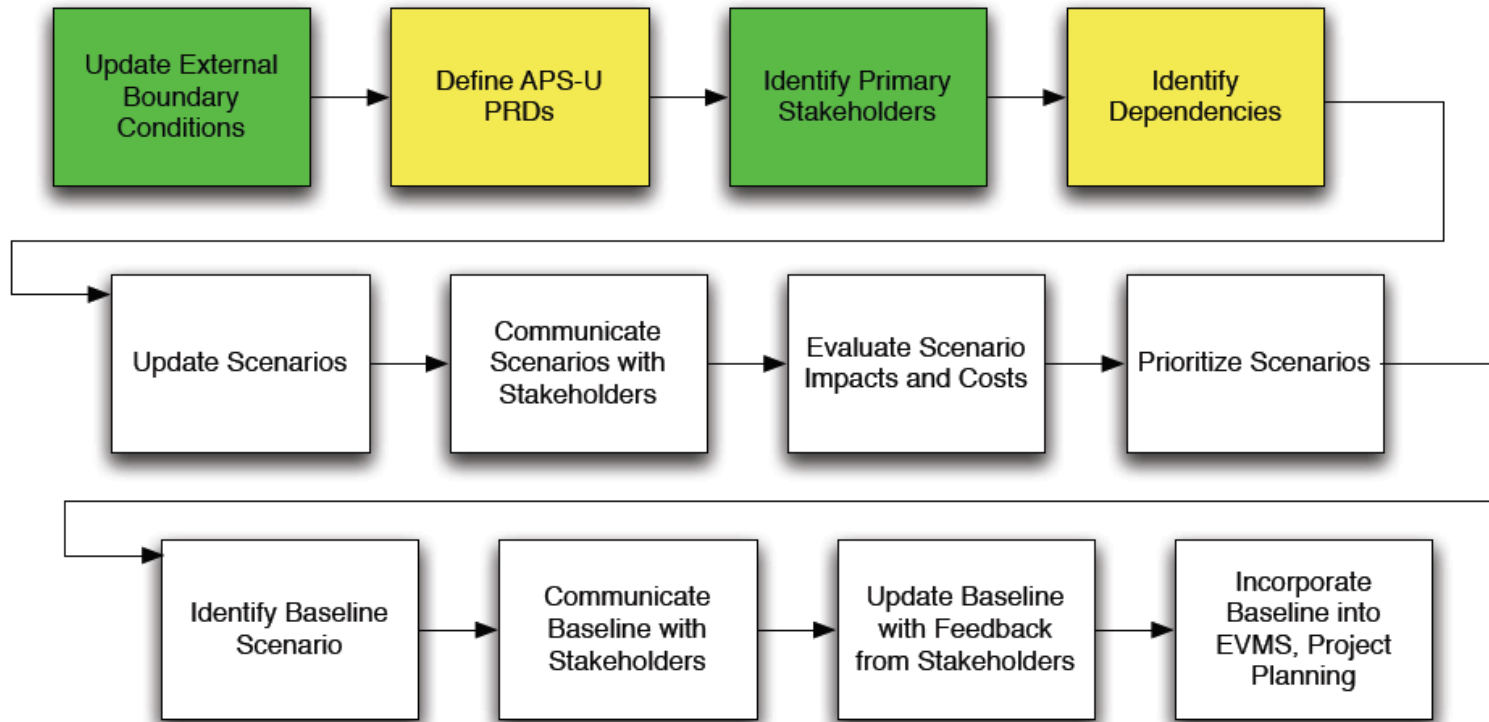 Update External
Boundary
Conditions
Define APS-U
PRDs
Identify Primary
Stakeholders
Identify
Dependencies
Update Scenarios
Communicate
Scenarios with
Stakeholders
Evaluate Scenario
Impacts and Costs
Prioritize Scenarios
Identify Baseline
Scenario
Communicate
Baseline with
Stakeholders
Update Baseline
with Feedback
from Stakeholders
Incorporate
Baseline into
EVMS, Project
Planning